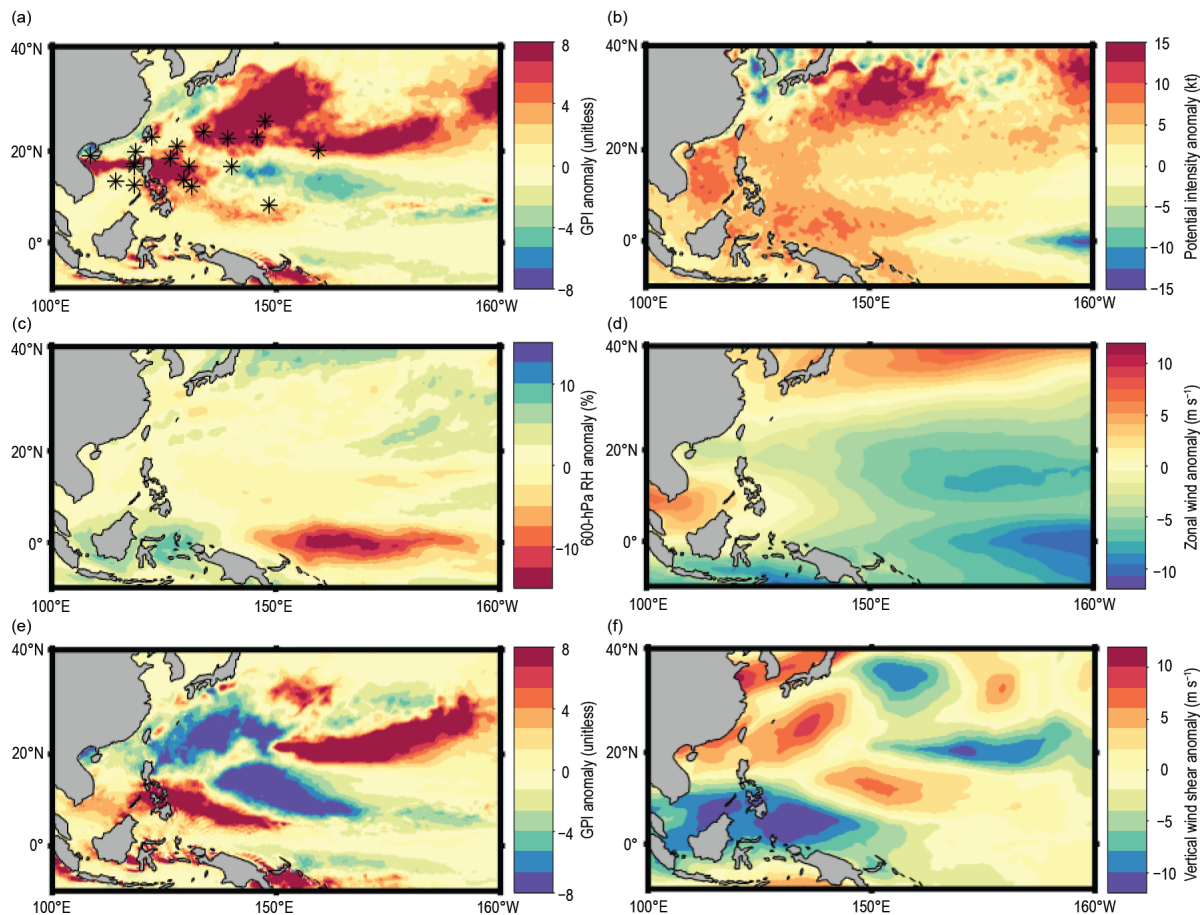 (a)
40°N
20°N
0°
100°E
150°E
160°W
8
4
0
−4
−8
GPI anomaly (unitless)
(b)
40°N
20°N
0°
100°E
150°E
160°W
15
10
5
0
−5
−10
−15
Potential intensity anomaly (kt)
(c)
40°N
20°N
0°
100°E
150°E
160°W
10
0
−10
600-hPa RH anomaly (%)
(d)
40°N
20°N
0°
100°E
150°E
160°W
10
5
0
−5
−10
Zonal wind anomaly (m s⁻¹)
(e)
40°N
20°N
0°
100°E
150°E
160°W
8
4
0
−4
−8
GPI anomaly (unitless)
(f)
40°N
20°N
0°
100°E
150°E
160°W
10
5
0
−5
−10
Vertical wind shear anomaly (m s⁻¹)